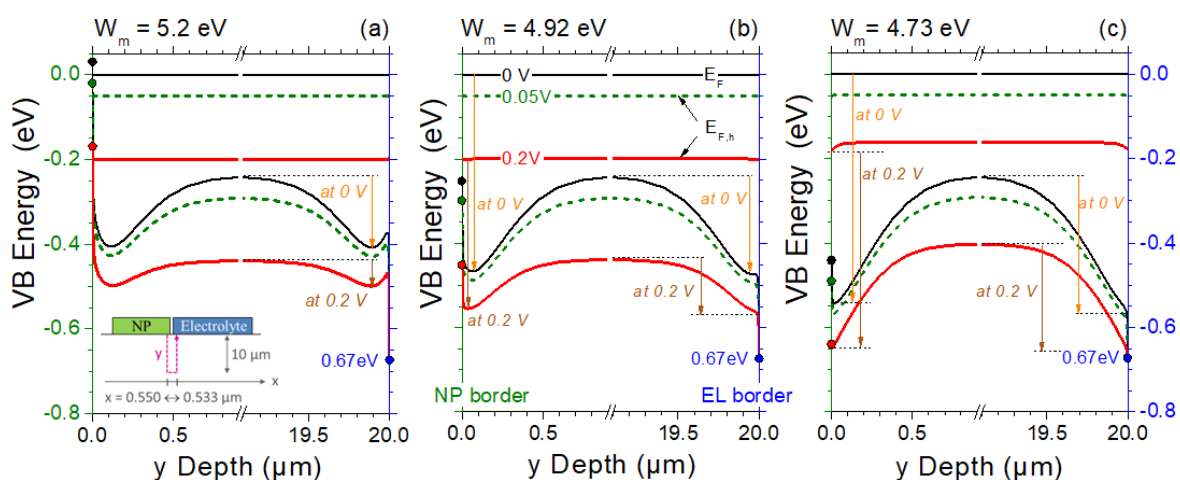 W_m = 5.2 eV (a)
W_m = 4.92 eV (b)
W_m = 4.73 eV (c)
VB Energy (eV)
0.0
-0.2
-0.4
-0.6
-0.8
0.0 0.5 19.5 20.0
y Depth (µm)
at 0 V
at 0.2 V
0.67eV
NP
Electrolyte
y
10 µm
x
x = 0.550 ↔ 0.533 µm
VB Energy (eV)
0 V
E_F
0.05V
E_F,h
0.2V
at 0 V
at 0 V
at 0.2 V
at 0.2 V
0.67eV
NP border
EL border
0.0 0.5 19.5 20.0
y Depth (µm)
VB Energy (eV)
at 0 V
at 0.2 V
at 0 V
at 0.2 V
0.67eV
0.0
-0.2
-0.4
-0.6
-0.8
0.0 0.5 19.5 20.0
y Depth (µm)